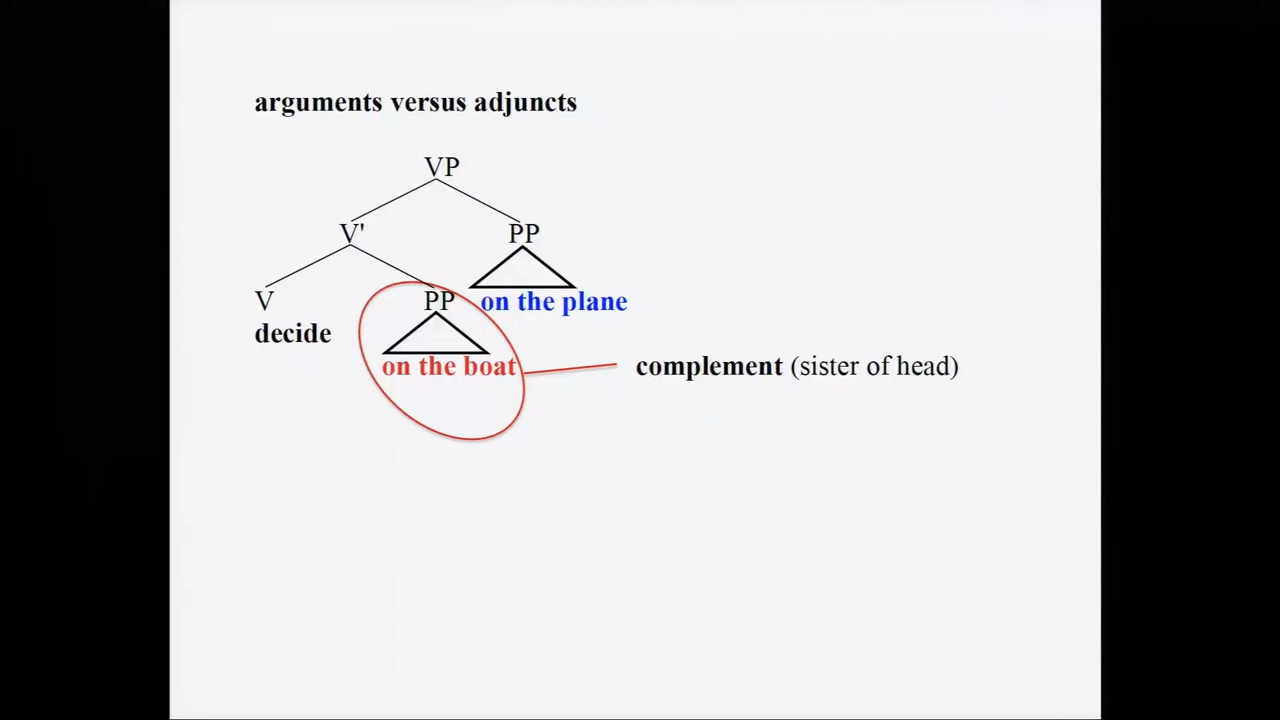 arguments versus adjuncts
VP
V' PP
on the plane
V PP
decide
on the boat
complement (sister of head)